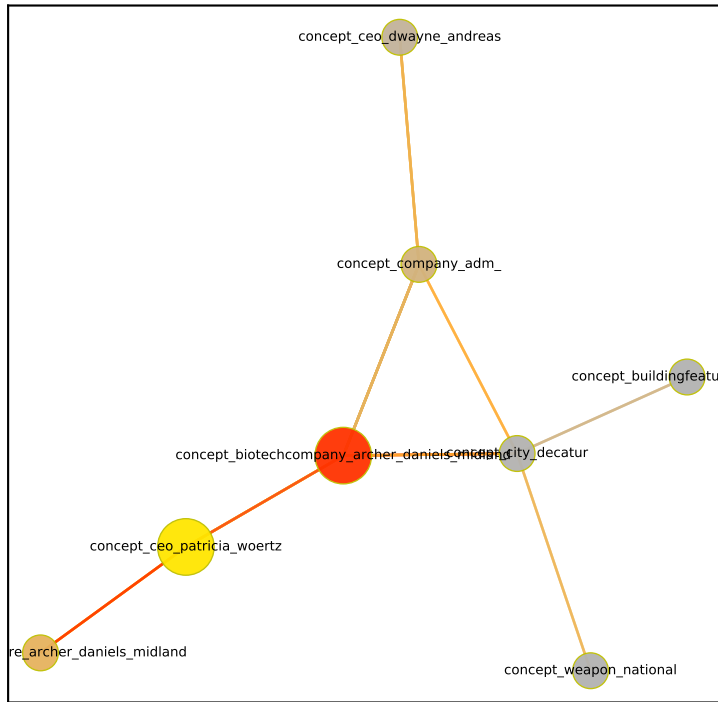 concept_ceo_dwayne_andreas
concept_company_adm_
concept_buildingfeatu
concept_biotechcompany_archer_daniels_midland
concept_city_decatur
concept_ceo_patricia_woertz
re_archer_daniels_midland
concept_weapon_national